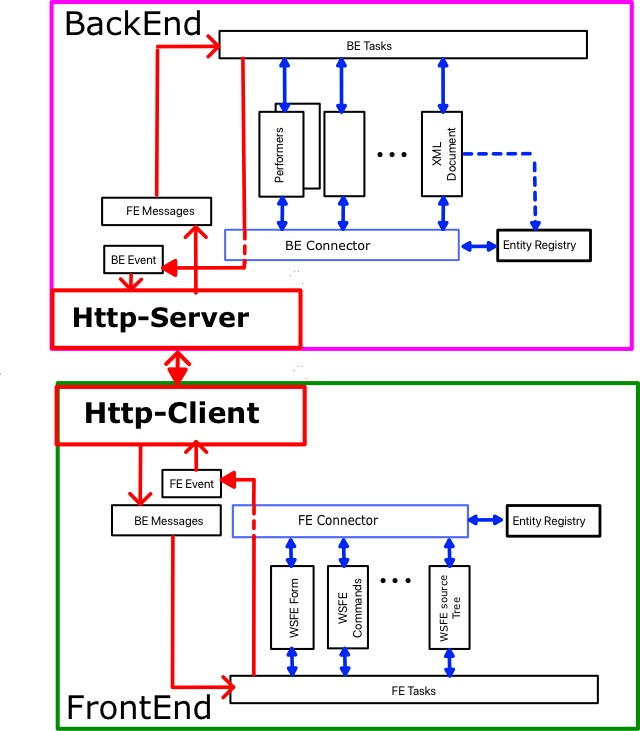 BackEnd
BE Tasks
Performers
XML
Document
FE Messages
BE Connector
Entity Registry
BE Event
Http-Server
Http-Client
FE Event
BE Messages
FE Connector
Entity Registry
WSFE Form
WSFE
Commands
WSFE source
Tree
FE Tasks
FrontEnd